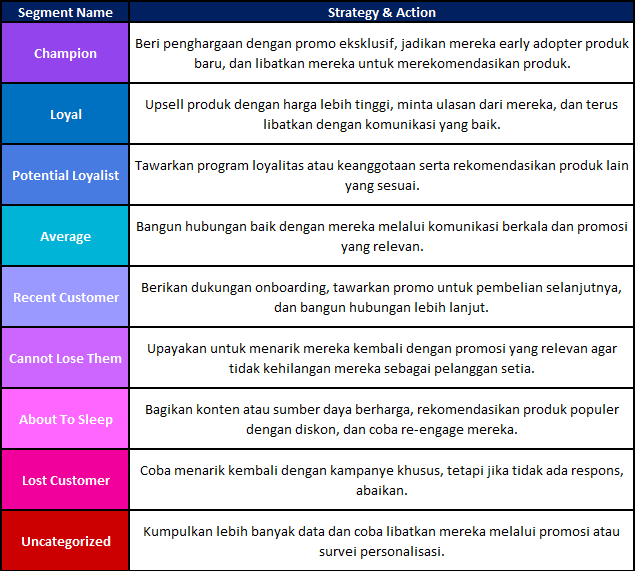 Segment Name
Strategy & Action
Champion
Beri penghargaan dengan promo eksklusif, jadikan mereka early adopter produk
baru, dan libatkan mereka untuk merekomendasikan produk.
Loyal
Upsell produk dengan harga lebih tinggi, minta ulasan dari mereka, dan terus
libatkan dengan komunikasi yang baik.
Potential Loyalist
Tawarkan program loyalitas atau keanggotaan serta rekomendasikan produk lain
yang sesuai.
Average
Bangun hubungan baik dengan mereka melalui komunikasi berkala dan promosi
yang relevan.
Recent Customer
Berikan dukungan onboarding, tawarkan promo untuk pembelian selanjutnya,
dan bangun hubungan lebih lanjut.
Cannot Lose Them
Upayakan untuk menarik mereka kembali dengan promosi yang relevan agar
tidak kehilangan mereka sebagai pelanggan setia.
About To Sleep
Bagikan konten atau sumber daya berharga, rekomendasikan produk populer
dengan diskon, dan coba re-engage mereka.
Lost Customer
Coba menarik kembali dengan kampanye khusus, tetapi jika tidak ada respons,
abaikan.
Uncategorized
Kumpulkan lebih banyak data dan coba libatkan mereka melalui promosi atau
survei personalisasi.